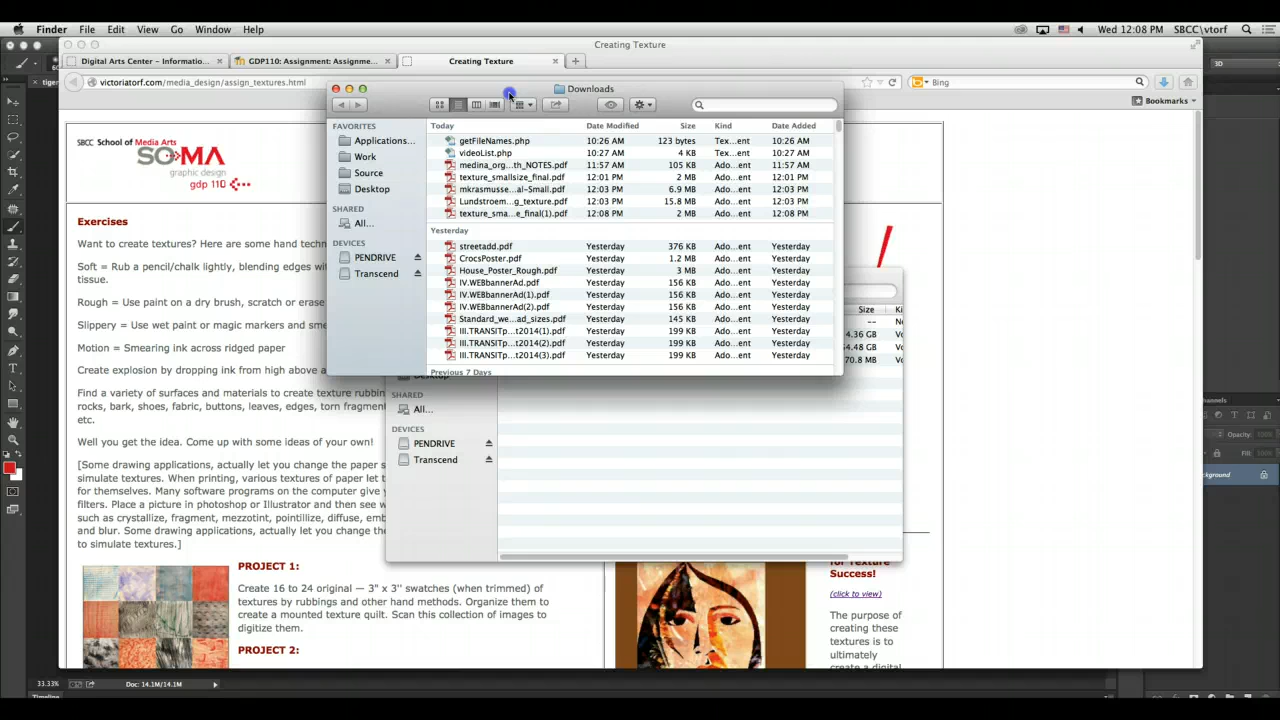 Finder File Edit View Go Window Help Wed 12:08 PM SBCC\vtorf
Creating Texture
Digital Arts Center – Informatio... GDP110: Assignment: Assignme... Creating Texture
victoriatorf.com/media_design/assign_textures.html Bing
Bookmarks
3D
33.33% Doc: 14.1M/14.1M
Timeline
Opacity:
Fill:
SBCC School of Media Arts
SOMA
graphic design
gdp 110
Exercises
Want to create textures? Here are some hand techn
Soft = Rub a pencil/chalk lightly, blending edges wit
tissue.
Rough = Use paint on a dry brush, scratch or erase
Slippery = Use wet paint or magic markers and sme
Motion = Smearing ink across ridged paper
Create explosion by dropping ink from high above a
Find a variety of surfaces and materials to create texture rubbin
rocks, bark, shoes, fabric, buttons, leaves, edges, torn fragmen
etc.
Well you get the idea. Come up with some ideas of your own!
[Some drawing applications, actually let you change the paper s
simulate textures. When printing, various textures of paper let t
for themselves. Many software programs on the computer give y
filters. Place a picture in photoshop or Illustrator and then see w
such as crystallize, fragment, mezzotint, pointillize, diffuse, emb
and blur. Some drawing applications, actually let you change the
to simulate textures.]
PROJECT 1:
Create 16 to 24 original — 3" x 3" swatches (when trimmed) of
textures by rubbings and other hand methods. Organize them to
create a mounted texture quilt. Scan this collection of images to
digitize them.
PROJECT 2:
for Texture
Success!
(click to view)
The purpose of
creating these
textures is to
ultimately
create a digital
Downloads
FAVORITES
Applications...
Work
Source
Desktop
SHARED
All...
DEVICES
PENDRIVE
Transcend
Today Date Modified Size Kind Date Added
getFileNames.php 10:26 AM 123 bytes Tex...ent 10:26 AM
videoList.php 10:27 AM 4 KB Tex...ent 10:27 AM
medina_org...th_NOTES.pdf 11:57 AM 105 KB Ado...ent 11:57 AM
texture_smallsize_final.pdf 12:01 PM 2 MB Ado...ent 12:01 PM
mkrasmusse...al-Small.pdf 12:03 PM 6.9 MB Ado...ent 12:03 PM
Lundstroem...g_texture.pdf 12:03 PM 15.8 MB Ado...ent 12:03 PM
texture_sma...e_final(1).pdf 12:08 PM 2 MB Ado...ent 12:08 PM
Yesterday
streetadd.pdf Yesterday 376 KB Ado...ent Yesterday
CrocsPoster.pdf Yesterday 1.2 MB Ado...ent Yesterday
House_Poster_Rough.pdf Yesterday 3 MB Ado...ent Yesterday
IV.WEBbannerAd.pdf Yesterday 156 KB Ado...ent Yesterday
IV.WEBbannerAd(1).pdf Yesterday 156 KB Ado...ent Yesterday
IV.WEBbannerAd(2).pdf Yesterday 156 KB Ado...ent Yesterday
Standard_we...ad_sizes.pdf Yesterday 145 KB Ado...ent Yesterday
III.TRANSITp...t2014(1).pdf Yesterday 199 KB Ado...ent Yesterday
III.TRANSITp...t2014(2).pdf Yesterday 199 KB Ado...ent Yesterday
III.TRANSITp...t2014(3).pdf Yesterday 199 KB Ado...ent Yesterday
Previous 7 Days
Size
--
4.36 GB
54.48 GB
70.8 MB
SHARED
All...
DEVICES
PENDRIVE
Transcend